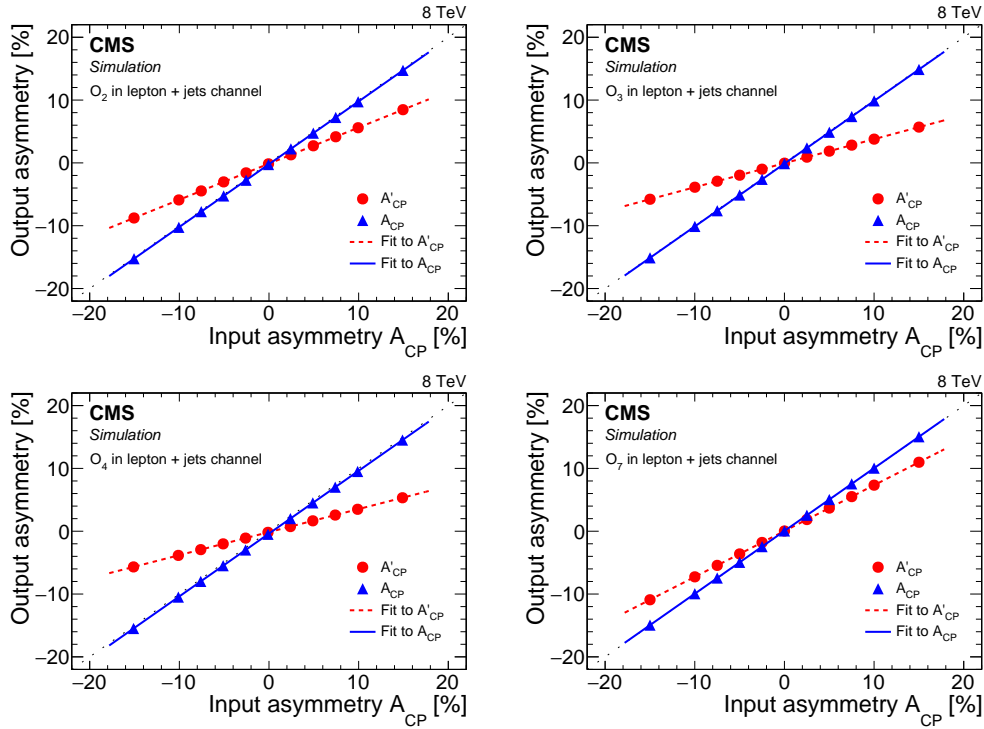 8 TeV
Output asymmetry [%]
20
10
0
−10
−20
CMS
Simulation
O2 in lepton + jets channel
A'CP
ACP
Fit to A'CP
Fit to ACP
−20 −10 0 10 20
Input asymmetry ACP [%]
8 TeV
Output asymmetry [%]
20
10
0
−10
−20
CMS
Simulation
O3 in lepton + jets channel
A'CP
ACP
Fit to A'CP
Fit to ACP
−20 −10 0 10 20
Input asymmetry ACP [%]
8 TeV
Output asymmetry [%]
20
10
0
−10
−20
CMS
Simulation
O4 in lepton + jets channel
A'CP
ACP
Fit to A'CP
Fit to ACP
−20 −10 0 10 20
Input asymmetry ACP [%]
8 TeV
Output asymmetry [%]
20
10
0
−10
−20
CMS
Simulation
O7 in lepton + jets channel
A'CP
ACP
Fit to A'CP
Fit to ACP
−20 −10 0 10 20
Input asymmetry ACP [%]